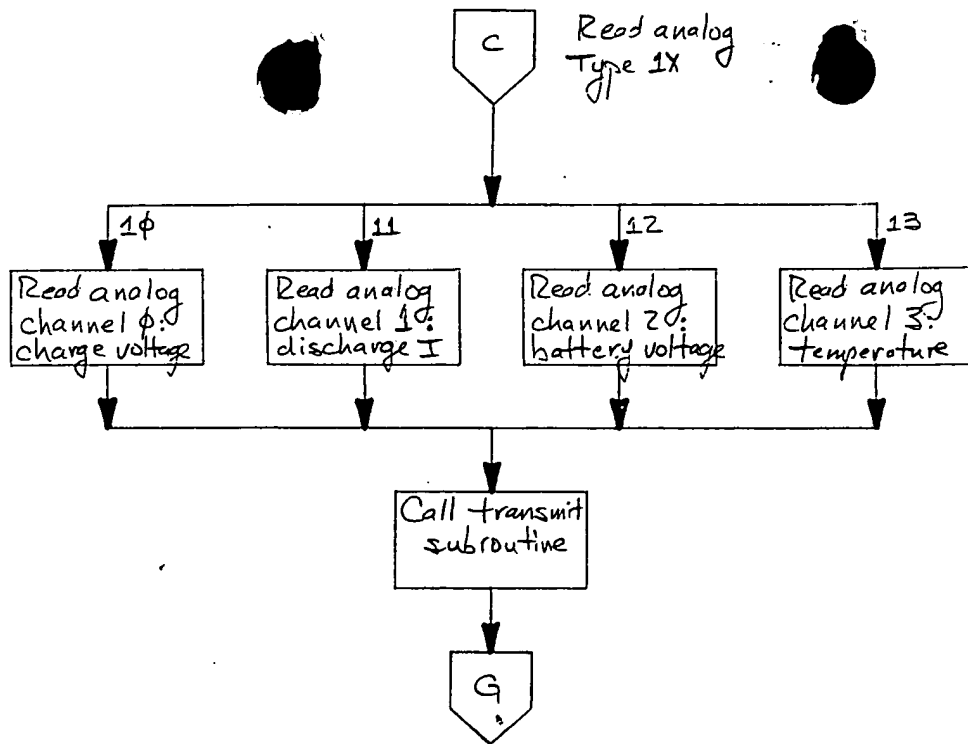 C
Read analog
Type 1X
1φ
11
12
13
Read analog
channel φ:
charge voltage
Read analog
channel 1:
discharge I
Read analog
channel 2:
battery voltage
Read analog
channel 3:
temperature
Call transmit
subroutine
G